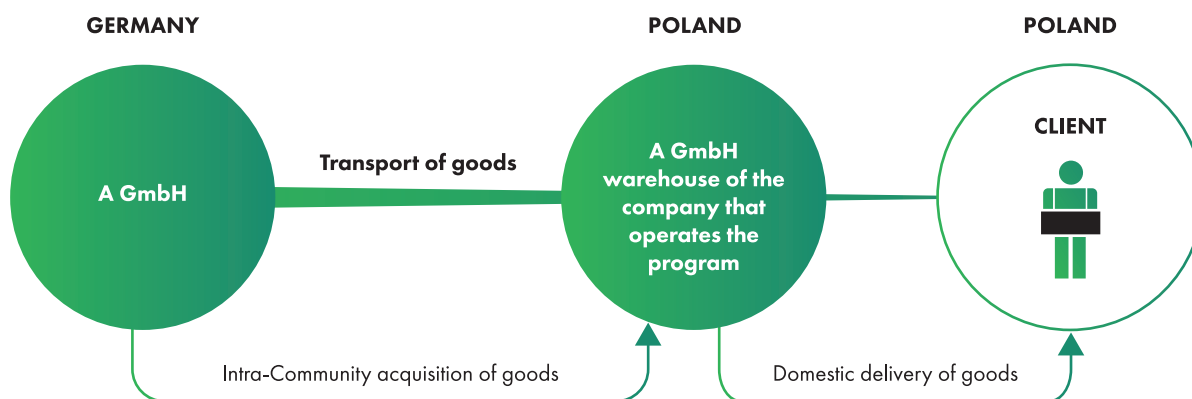 GERMANY
POLAND
POLAND
A GmbH
Transport of goods
A GmbH
warehouse of the
company that
operates the
program
CLIENT
Intra-Community acquisition of goods
Domestic delivery of goods